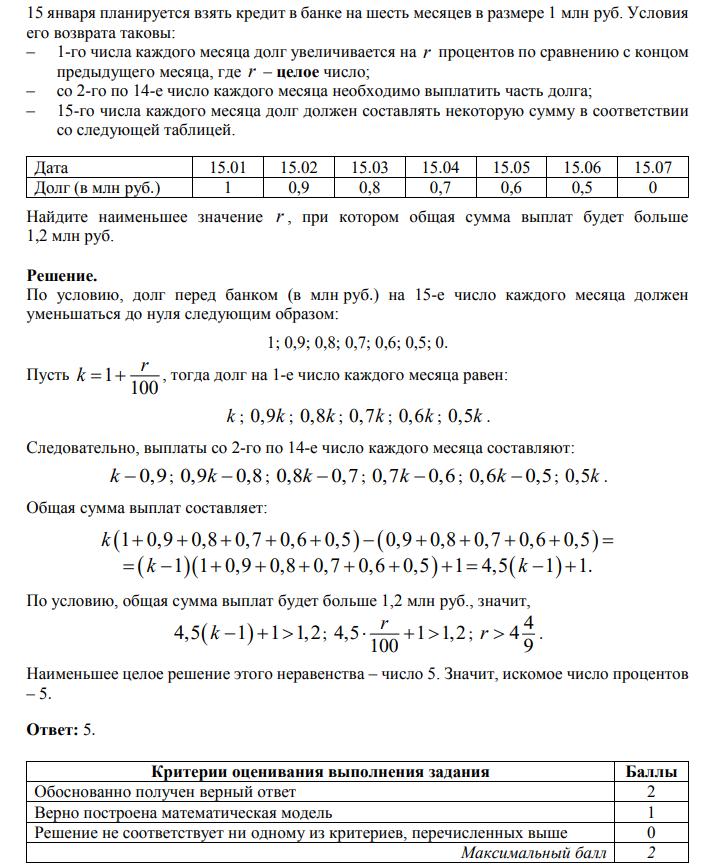 15 января планируется взять кредит в банке на шесть месяцев в размере 1 млн руб. Условия
его возврата таковы:
– 1-го числа каждого месяца долг увеличивается на r процентов по сравнению с концом
предыдущего месяца, где r – целое число;
– со 2-го по 14-е число каждого месяца необходимо выплатить часть долга;
– 15-го числа каждого месяца долг должен составлять некоторую сумму в соответствии
со следующей таблицей.
Дата 15.01 15.02 15.03 15.04 15.05 15.06 15.07
Долг (в млн руб.) 1 0,9 0,8 0,7 0,6 0,5 0
Найдите наименьшее значение r , при котором общая сумма выплат будет больше
1,2 млн руб.
Решение.
По условию, долг перед банком (в млн руб.) на 15-е число каждого месяца должен
уменьшаться до нуля следующим образом:
1; 0,9; 0,8; 0,7; 0,6; 0,5; 0.
Пусть k = 1 + r/100 , тогда долг на 1-е число каждого месяца равен:
k ; 0,9k ; 0,8k ; 0,7k ; 0,6k ; 0,5k .
Следовательно, выплаты со 2-го по 14-е число каждого месяца составляют:
k − 0,9; 0,9k − 0,8; 0,8k − 0,7; 0,7k − 0,6; 0,6k − 0,5; 0,5k .
Общая сумма выплат составляет:
k(1+0,9+0,8+0,7+0,6+0,5)−(0,9+0,8+0,7+0,6+0,5)=
=(k−1)(1+0,9+0,8+0,7+0,6+0,5)+1=4,5(k−1)+1.
По условию, общая сумма выплат будет больше 1,2 млн руб., значит,
4,5(k−1)+1>1,2; 4,5·r/100+1>1,2; r > 4 4/9 .
Наименьшее целое решение этого неравенства – число 5. Значит, искомое число процентов
– 5.
Ответ: 5.
Критерии оценивания выполнения задания Баллы
Обоснованно получен верный ответ 2
Верно построена математическая модель 1
Решение не соответствует ни одному из критериев, перечисленных выше 0
Максимальный балл 2